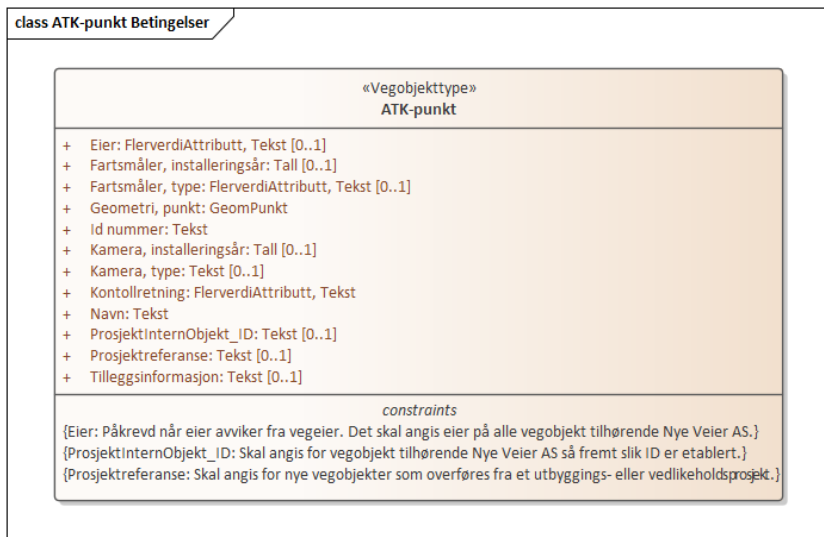 class ATK-punkt Betingelser
«Vegobjekttype»
ATK-punkt
+ Eier: FlerverdiAttributt, Tekst [0..1]
+ Fartsmåler, installeringsår: Tall [0..1]
+ Fartsmåler, type: FlerverdiAttributt, Tekst [0..1]
+ Geometri, punkt: GeomPunkt
+ Id nummer: Tekst
+ Kamera, installeringsår: Tall [0..1]
+ Kamera, type: Tekst [0..1]
+ Kontollretning: FlerverdiAttributt, Tekst
+ Navn: Tekst
+ ProsjektInternObjekt_ID: Tekst [0..1]
+ Prosjektreferanse: Tekst [0..1]
+ Tilleggsinformasjon: Tekst [0..1]
constraints
{Eier: Påkrevd når eier avviker fra vegeier. Det skal angis eier på alle vegobjekt tilhørende Nye Veier AS.}
{ProsjektInternObjekt_ID: Skal angis for vegobjekt tilhørende Nye Veier AS så fremt slik ID er etablert.}
{Prosjektreferanse: Skal angis for nye vegobjekter som overføres fra et utbyggings- eller vedlikeholdsprosjekt.}